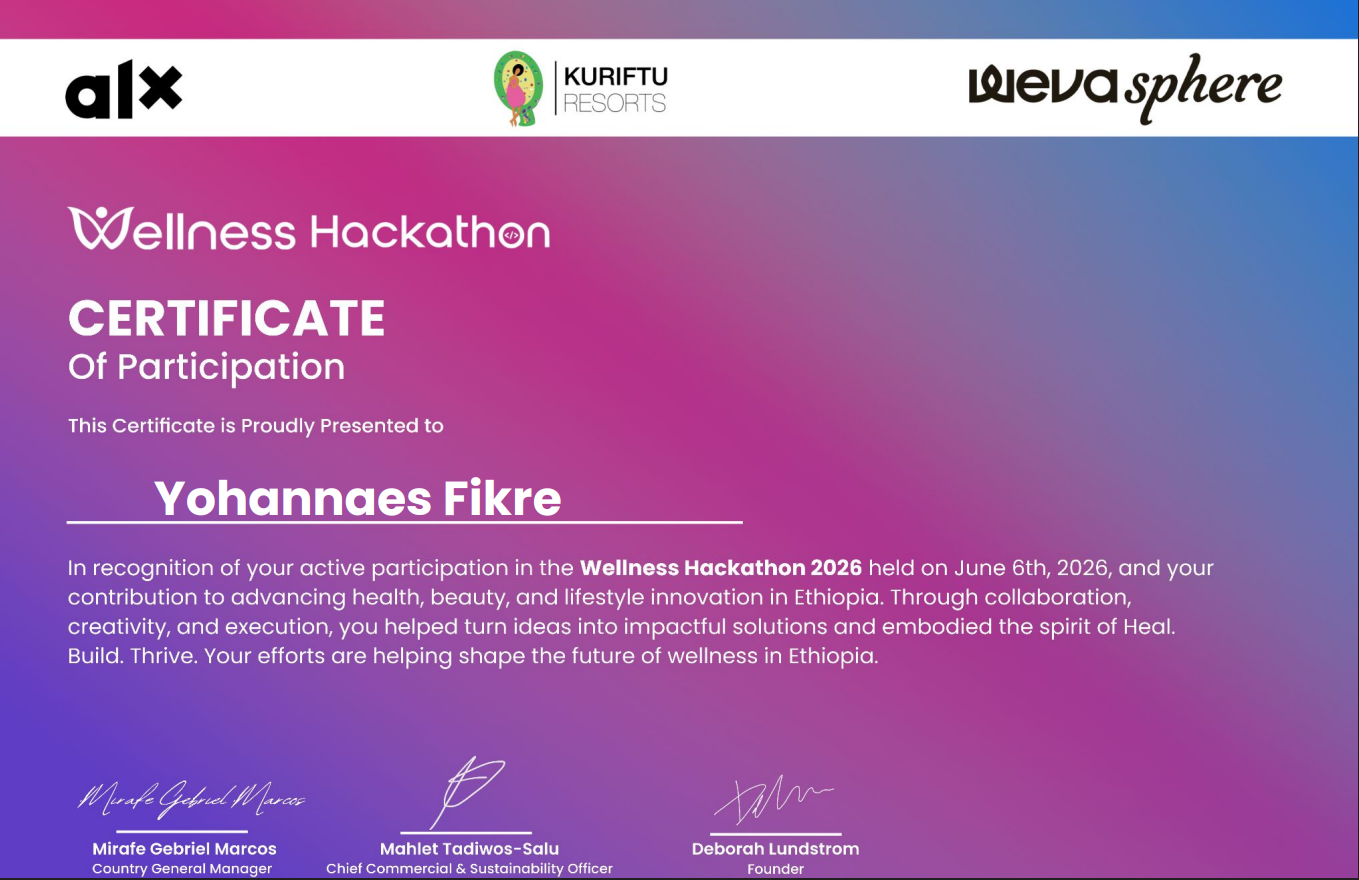 alx
KURIFTU
RESORTS
weva sphere
Wellness Hackathon
CERTIFICATE
Of Participation
This Certificate is Proudly Presented to
Yohannaes Fikre
In recognition of your active participation in the Wellness Hackathon 2026 held on June 6th, 2026, and your
contribution to advancing health, beauty, and lifestyle innovation in Ethiopia. Through collaboration,
creativity, and execution, you helped turn ideas into impactful solutions and embodied the spirit of Heal.
Build. Thrive. Your efforts are helping shape the future of wellness in Ethiopia.
Mirafe Gebriel Marcos
Mirafe Gebriel Marcos
Country General Manager
Mahlet Tadiwos-Salu
Chief Commercial & Sustainability Officer
Deborah Lundstrom
Founder